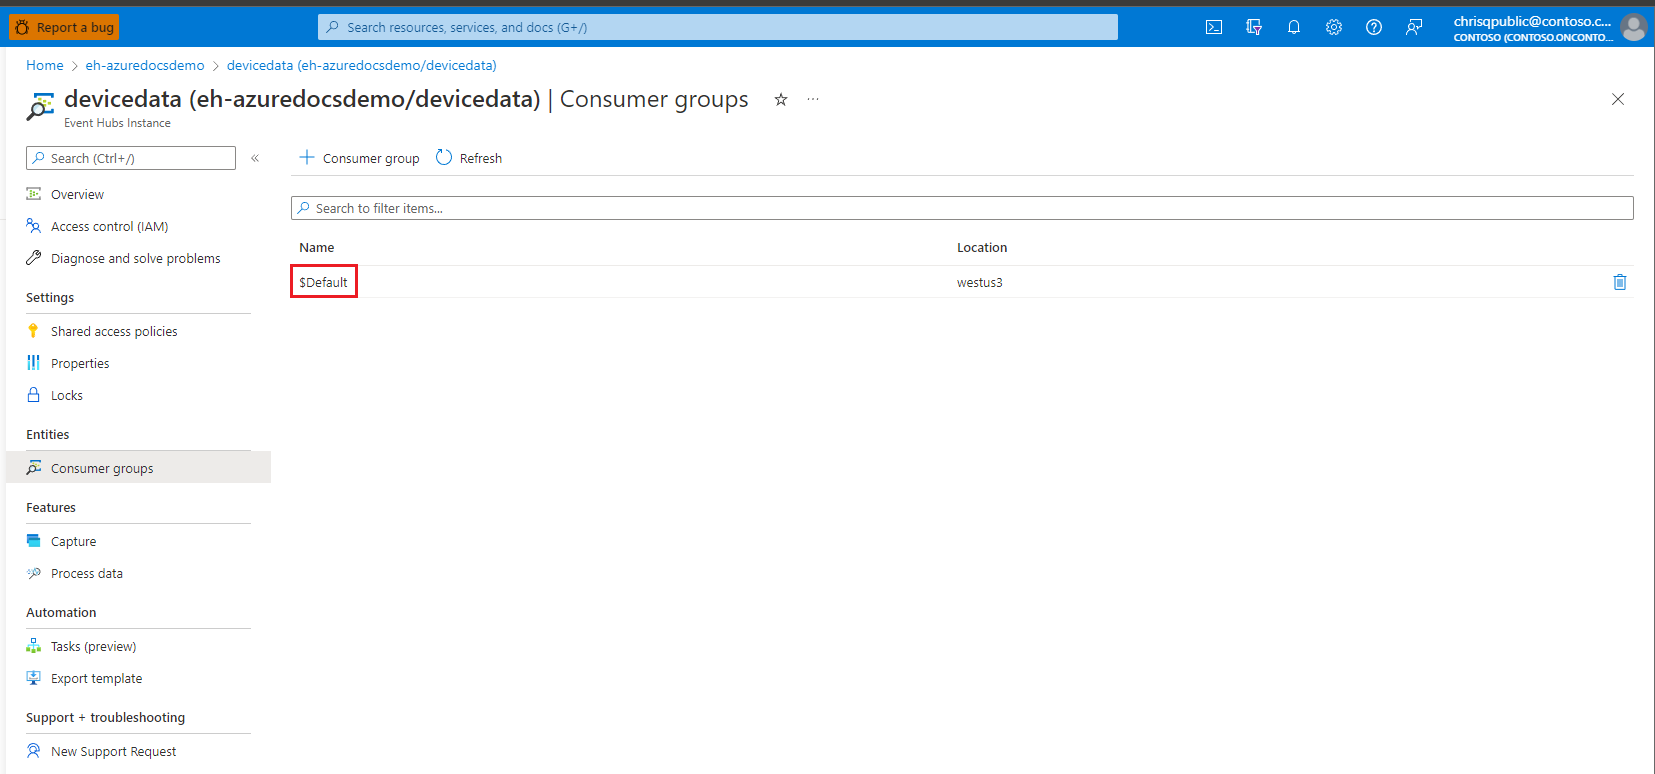 Report a bug
Search resources, services, and docs (G+/)
chrisqpublic@contoso.c...
CONTOSO (CONTOSO.ONCONTO...
Home > eh-azuredocsdemo > devicedata (eh-azuredocsdemo/devicedata)
devicedata (eh-azuredocsdemo/devicedata) | Consumer groups
Event Hubs Instance
Search (Ctrl+/)
Overview
Access control (IAM)
Diagnose and solve problems
Settings
Shared access policies
Properties
Locks
Entities
Consumer groups
Features
Capture
Process data
Automation
Tasks (preview)
Export template
Support + troubleshooting
New Support Request
Consumer group Refresh
Search to filter items...
Name Location
$Default westus3